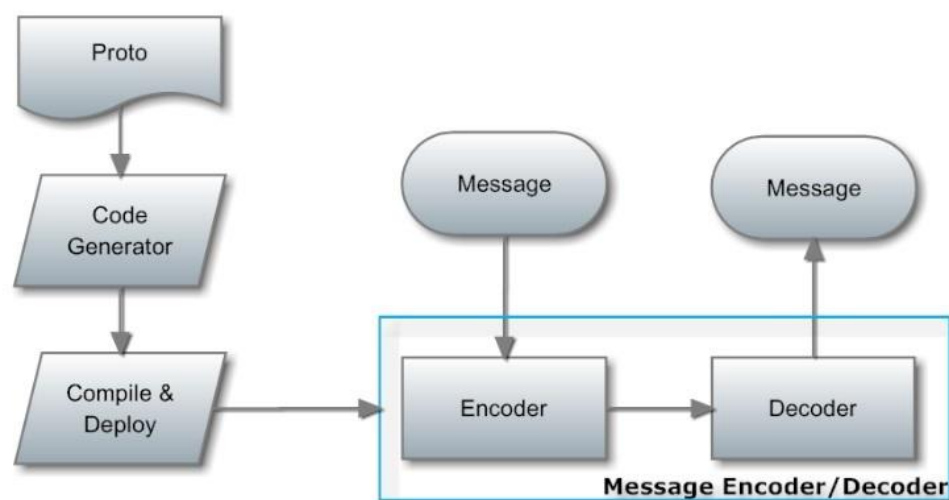 Proto
Code
Generator
Compile &
Deploy
Message
Message
Encoder
Decoder
Message Encoder/Decoder